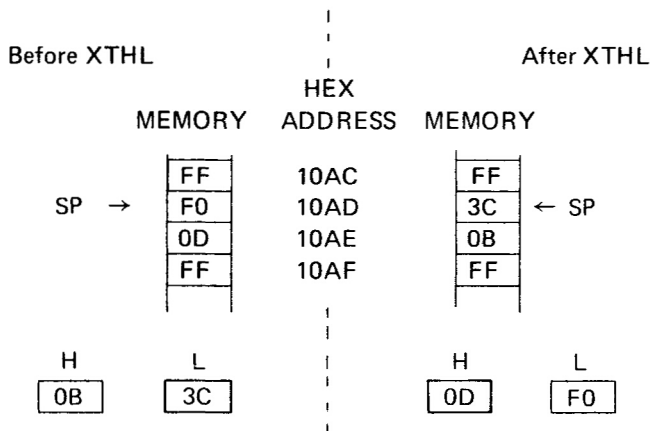 Before XTHL After XTHL
HEX
MEMORY ADDRESS MEMORY
FF 10AC FF
SP → F0 10AD 3C ← SP
0D 10AE 0B
FF 10AF FF
H L H L
0B 3C 0D F0